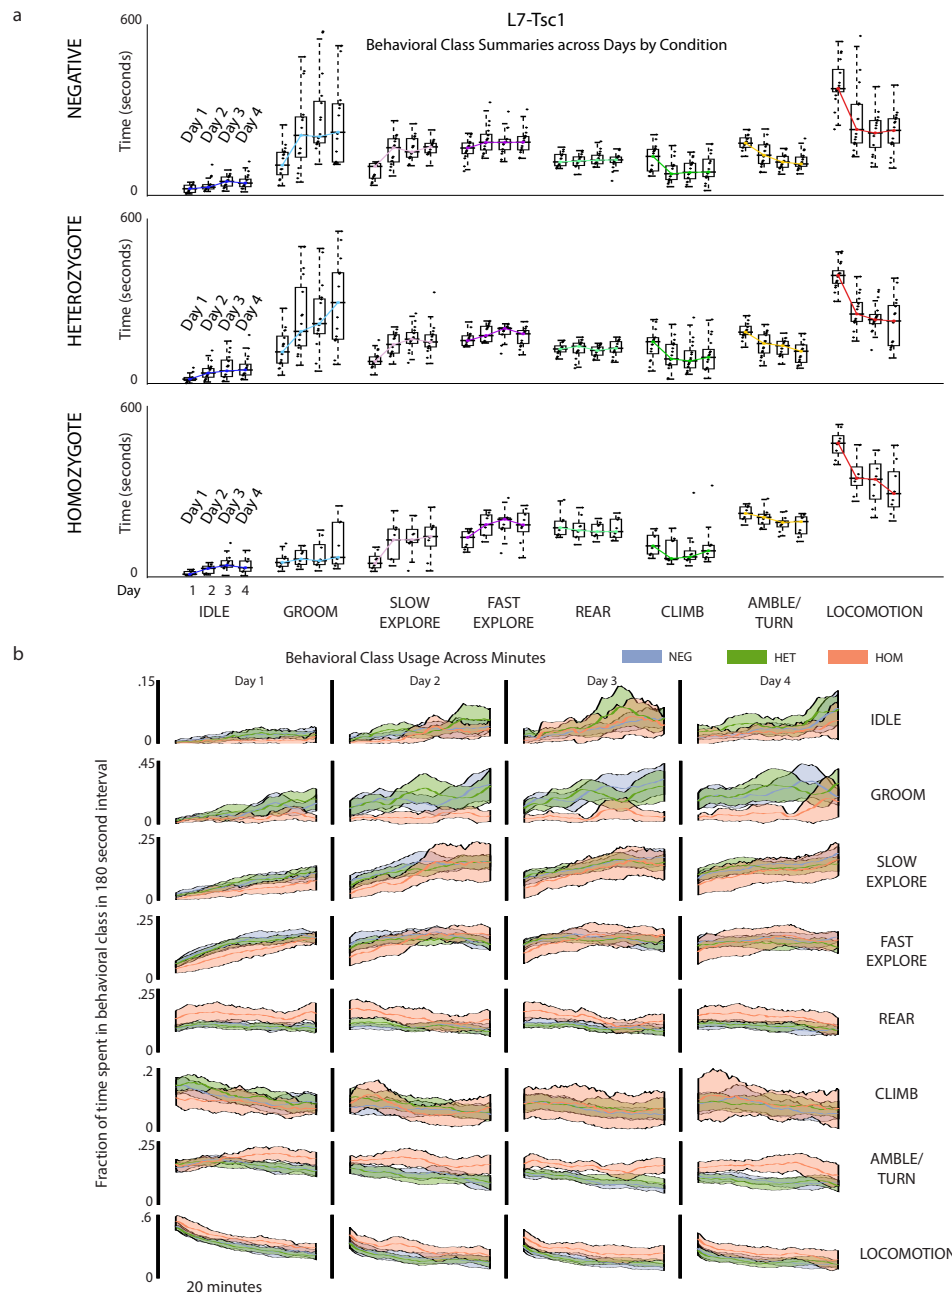 a
L7-Tsc1
Behavioral Class Summaries across Days by Condition
NEGATIVE
Time (seconds)
600
0
Day 1
Day 2
Day 3
Day 4
HETEROZYGOTE
Time (seconds)
600
0
Day 1
Day 2
Day 3
Day 4
HOMOZYGOTE
Time (seconds)
600
0
Day 1
Day 2
Day 3
Day 4
Day 1 2 3 4
IDLE
GROOM
SLOW
EXPLORE
FAST
EXPLORE
REAR
CLIMB
AMBLE/
TURN
LOCOMOTION
b
Behavioral Class Usage Across Minutes
NEG
HET
HOM
Day 1
Day 2
Day 3
Day 4
Fraction of time spent in behavioral class in 180 second interval
.15
0
IDLE
.45
0
GROOM
.25
0
SLOW
EXPLORE
.25
0
FAST
EXPLORE
.25
0
REAR
.2
0
CLIMB
.25
0
AMBLE/
TURN
.6
0
LOCOMOTION
20 minutes